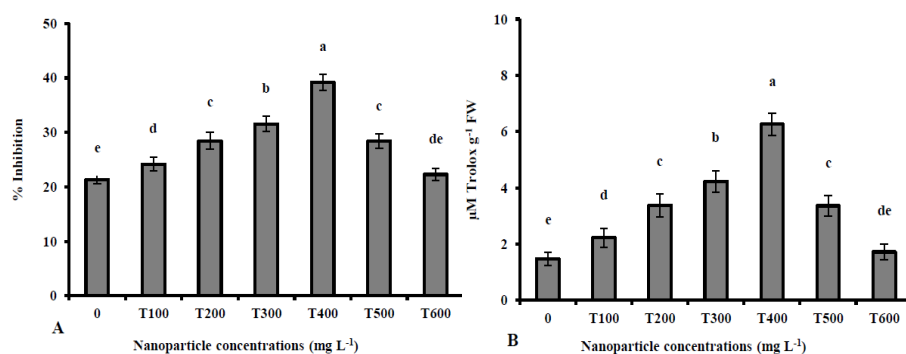 50
40
30
20
10
0
% Inhibition
e
d
c
b
a
c
de
0 T100 T200 T300 T400 T500 T600
A
Nanoparticle concentrations (mg L-1)
10
8
6
4
2
0
µM Trolox g-1 FW
e
d
c
b
a
c
de
0 T100 T200 T300 T400 T500 T600
B
Nanoparticle concentrations (mg L-1)